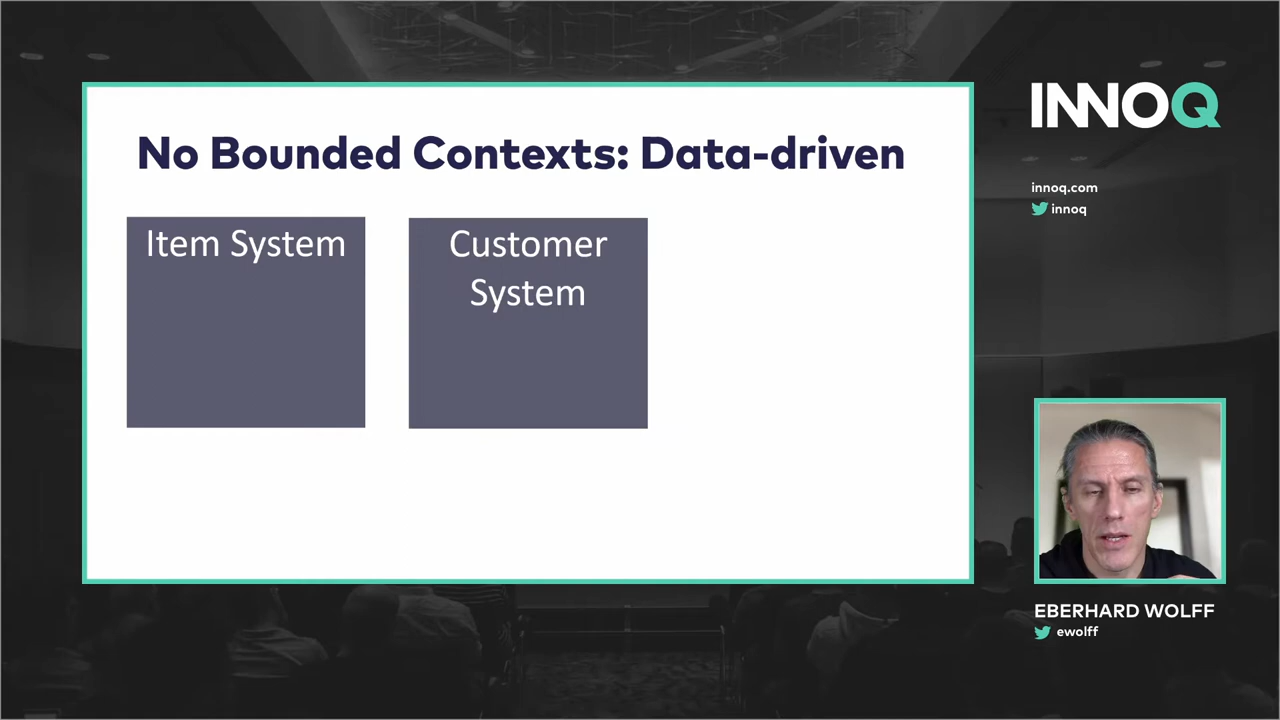 No Bounded Contexts: Data-driven
Item System
Customer
System
INNOQ
innoq.com
innoq
EBERHARD WOLFF
ewolff